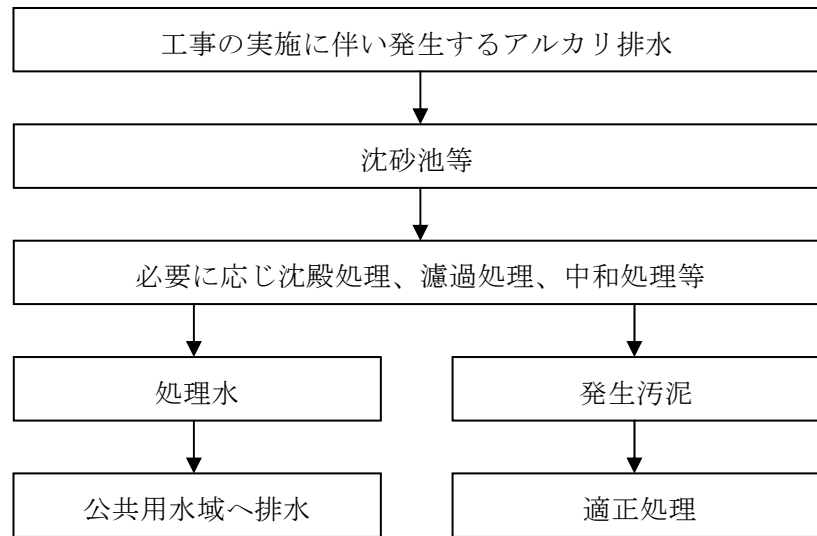 工事の実施に伴い発生するアルカリ排水
沈砂池等
必要に応じ沈殿処理、濾過処理、中和処理等
処理水
発生汚泥
公共用水域へ排水
適正処理